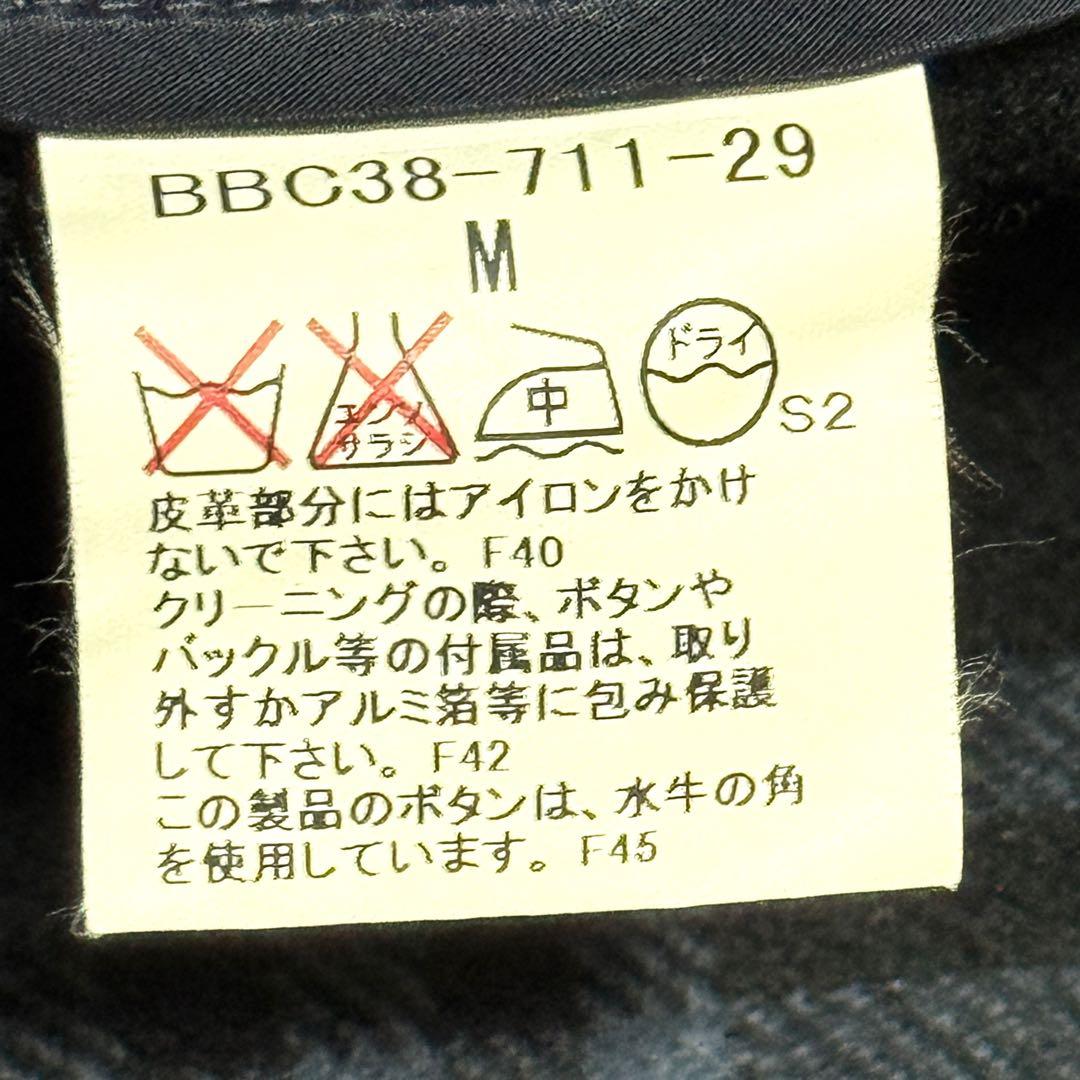 BBC38-711-29
M
エンソサラシ
中
ドライ
S2
皮革部分にはアイロンをかけ
ないで下さい。F40
クリーニングの際、ボタンや
バックル等の付属品は、取り
外すかアルミ箔等に包み保護
して下さい。F42
この製品のボタンは、水牛の角
を使用しています。F45